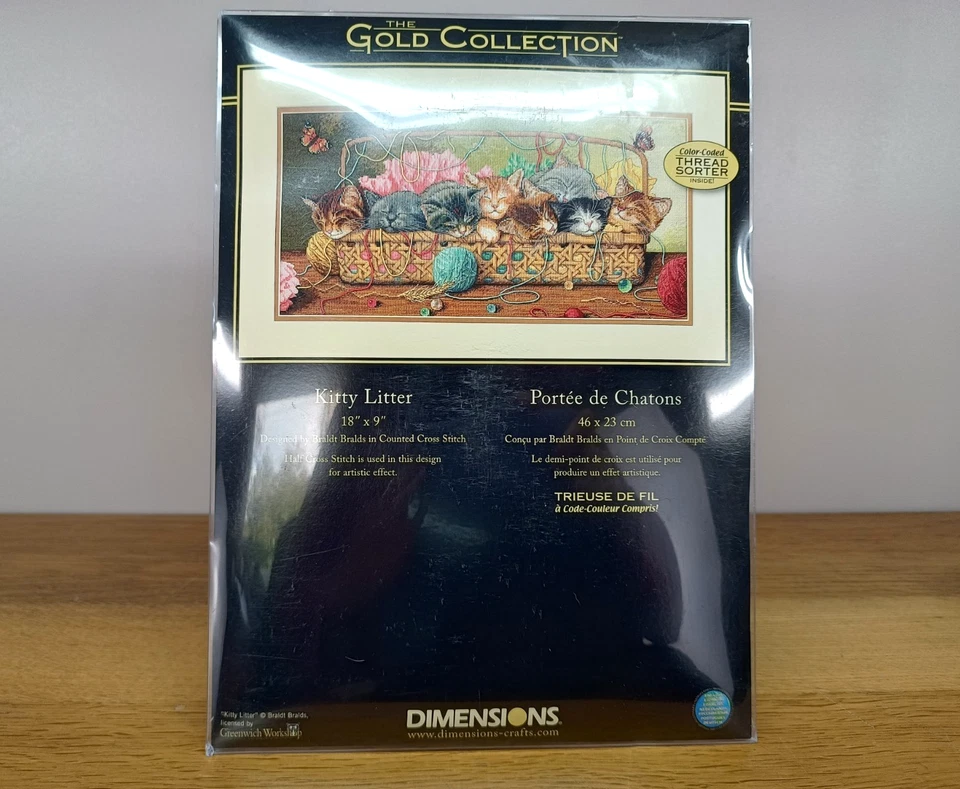 THE
GOLD COLLECTION™
Color-Coded
THREAD
SORTER
INSIDE!
Kitty Litter
18" x 9"
Designed by Braldt Bralds in Counted Cross Stitch
Half Cross Stitch is used in this design
for artistic effect.
Portée de Chatons
46 x 23 cm
Conçu par Braldt Bralds en Point de Croix Compté
Le demi-point de croix est utilisé pour
produire un effet artistique.
TRIEUSE DE FIL
à Code-Couleur Compris!
"Kitty Litter" © Braldt Bralds,
licensed by
Greenwich Workshop
DIMENSIONS®
www.dimensions-crafts.com